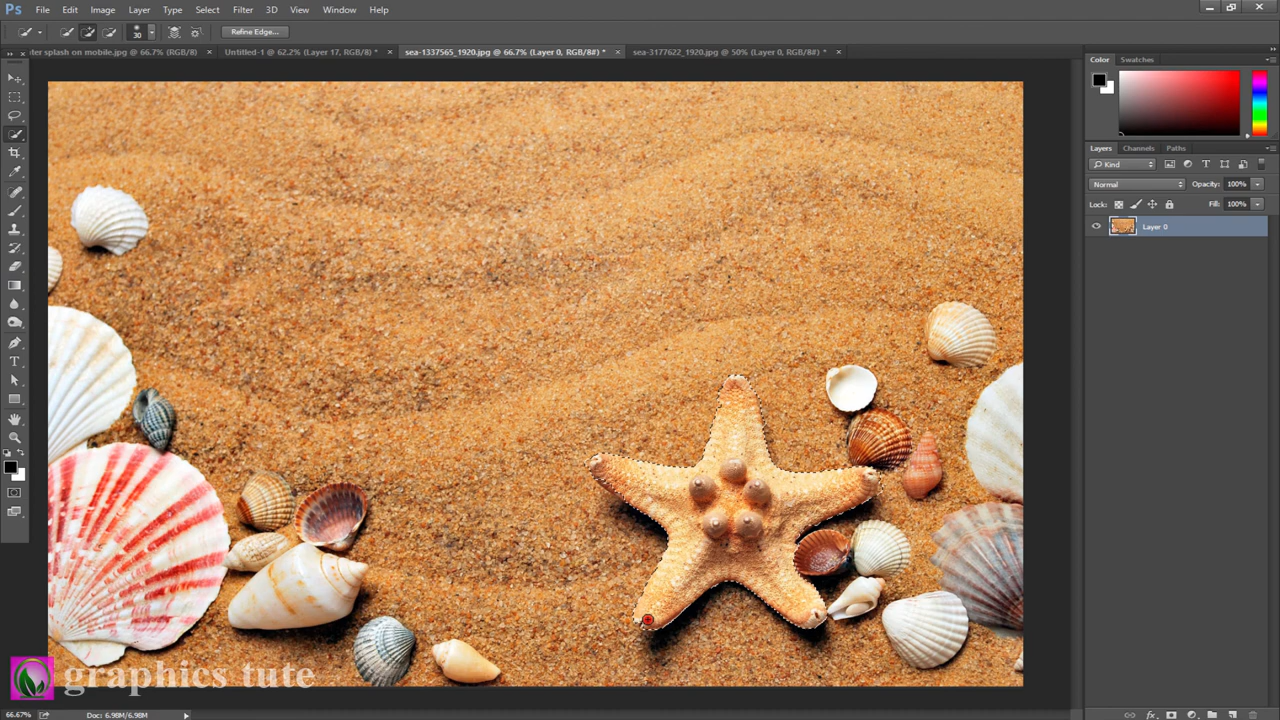 Ps File Edit Image Layer Type Select Filter 3D View Window Help
30 Refine Edge...
ter splash on mobile.jpg @ 66.7% (RGB/8) × Untitled-1 @ 62.2% (Layer 17, RGB/8) * × sea-1337565_1920.jpg @ 66.7% (Layer 0, RGB/8#) * × sea-3177622_1920.jpg @ 50% (Layer 0, RGB/8#) * ×
Color Swatches
Layers Channels Paths
Kind
Normal Opacity: 100%
Lock: Fill: 100%
Layer 0
graphics tute
66.67% Doc: 6.98M/6.98M